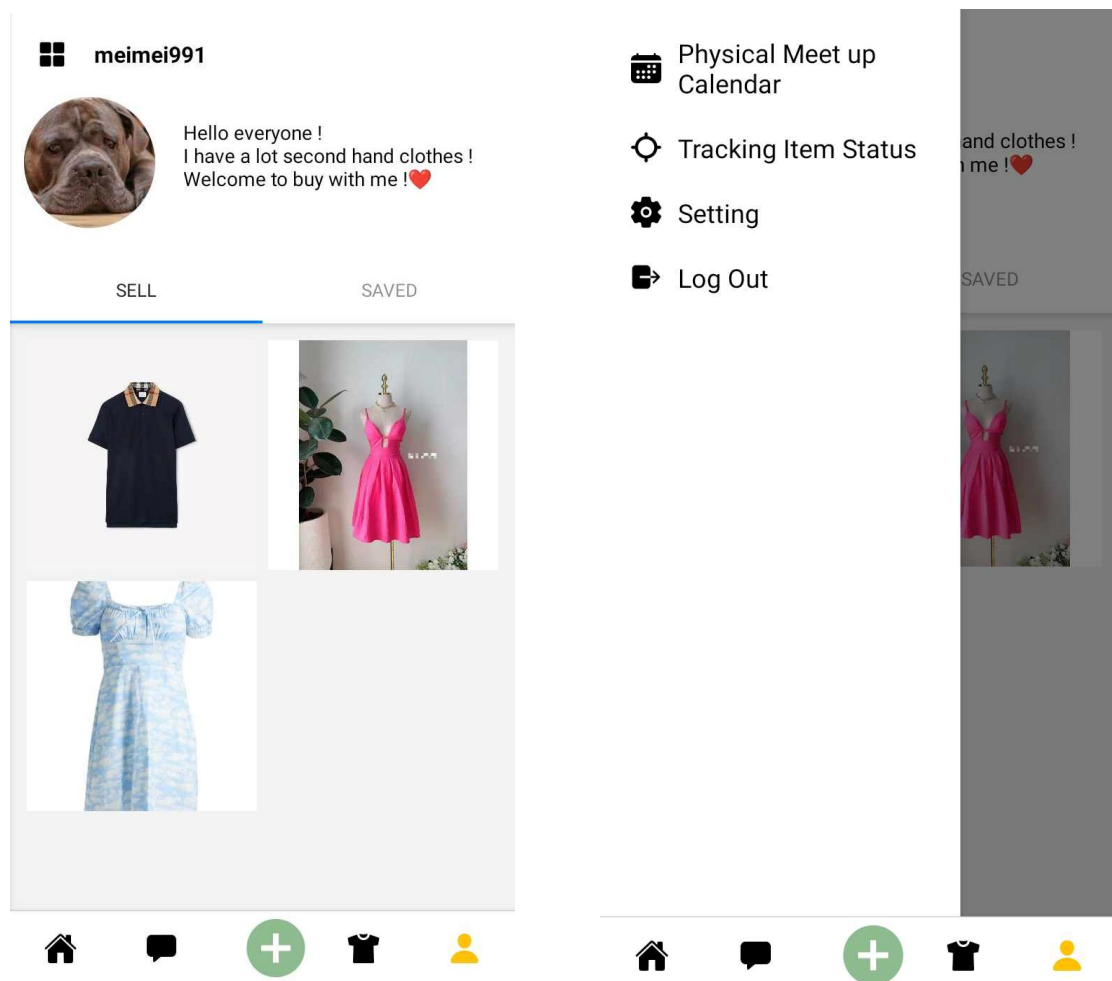 meimei991
Hello everyone !
I have a lot second hand clothes !
Welcome to buy with me !❤️
SELL
SAVED
Physical Meet up
Calendar
Tracking Item Status
Setting
Log Out
and clothes !
me !❤️
SAVED